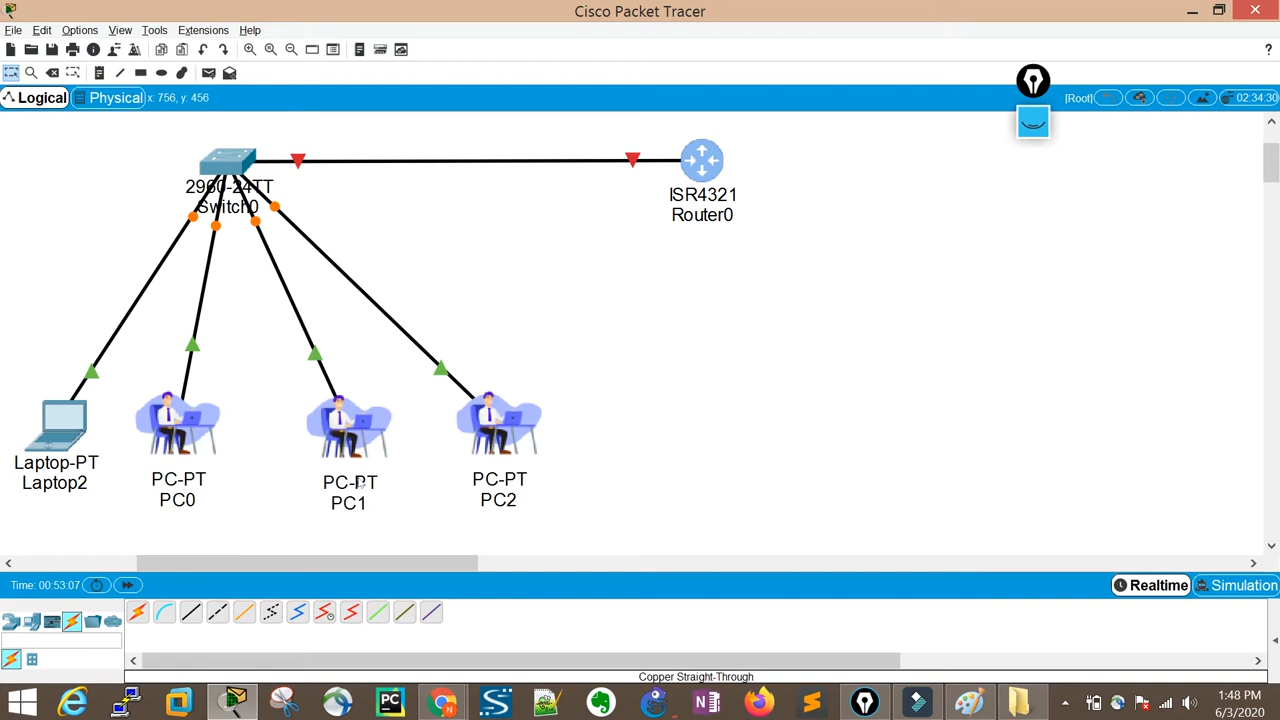 Cisco Packet Tracer
File Edit Options View Tools Extensions Help
?
Logical Physical x: 756, y: 456 [Root] 02:34:30
2960-24TT
Switch0
ISR4321
Router0
Laptop-PT
Laptop2
PC-PT
PC0
PC-PT
PC1
PC-PT
PC2
Time: 00:53:07 Realtime Simulation
Copper Straight-Through
PC
1:48 PM
6/3/2020